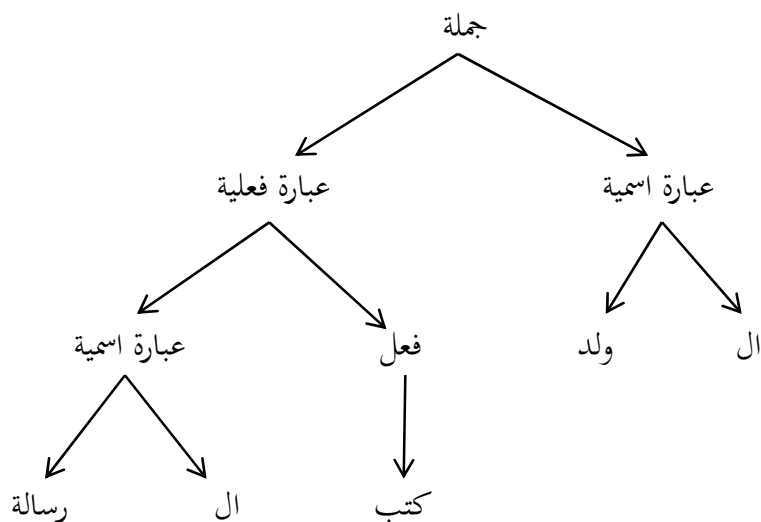 جملة
عبارة اسمية عبارة فعلية
ال ولد فعل عبارة اسمية
كتب ال رسالة